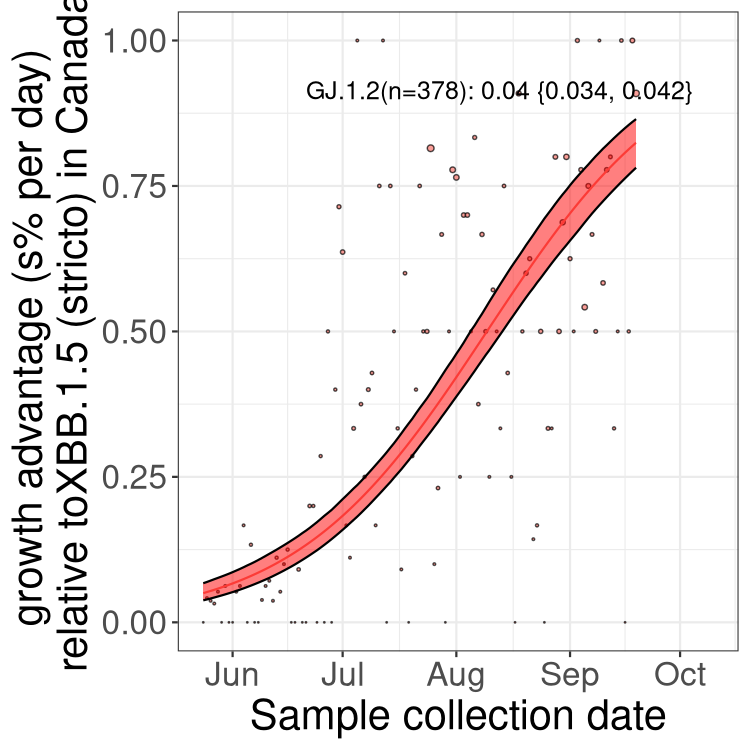 growth advantage (s% per day)
relative toXBB.1.5 (stricto) in Canada
1.00
0.75
0.50
0.25
0.00
GJ.1.2(n=378): 0.04 {0.034, 0.042}
Jun
Jul
Aug
Sep
Oct
Sample collection date